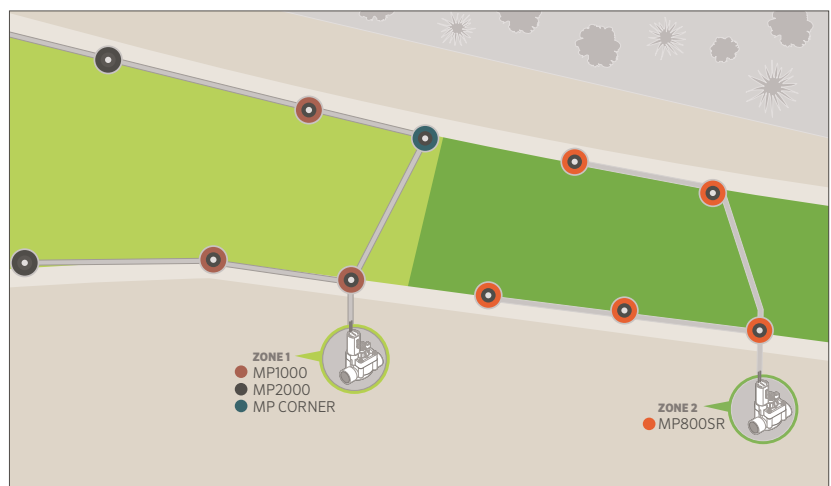 ZONE 1
MP1000
MP2000
MP CORNER
ZONE 2
MP800SR